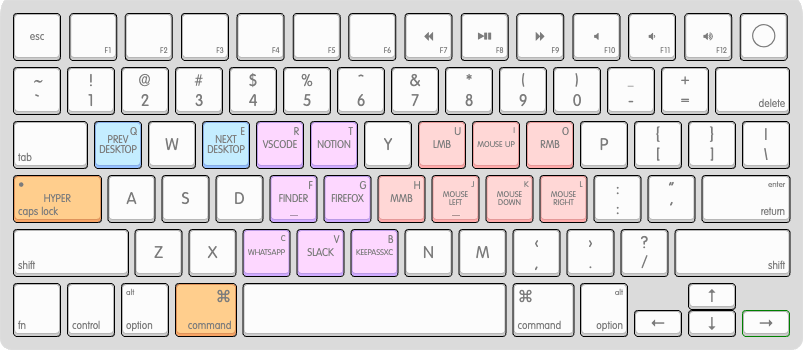 esc F1 F2 F3 F4 F5 F6 F7 F8 F9 F10 F11 F12
~ ! @ # $ % ˆ & * ( ) _ +
` 1 2 3 4 5 6 7 8 9 0 - = delete
tab PREV DESKTOP Q W NEXT DESKTOP E VSCODE R NOTION T Y LMB U MOUSE UP I RMB O P { [ } ] | \
HYPER caps lock A S D FINDER F _ FIREFOX G MMB H MOUSE LEFT J _ MOUSE DOWN K MOUSE RIGHT L : : " , enter return
shift Z X WHATSAPP C SLACK V KEEPASSXC B N M ‹ , › . ? / shift
fn control alt option ⌘ command ⌘ command alt option ← ↑ ↓ →